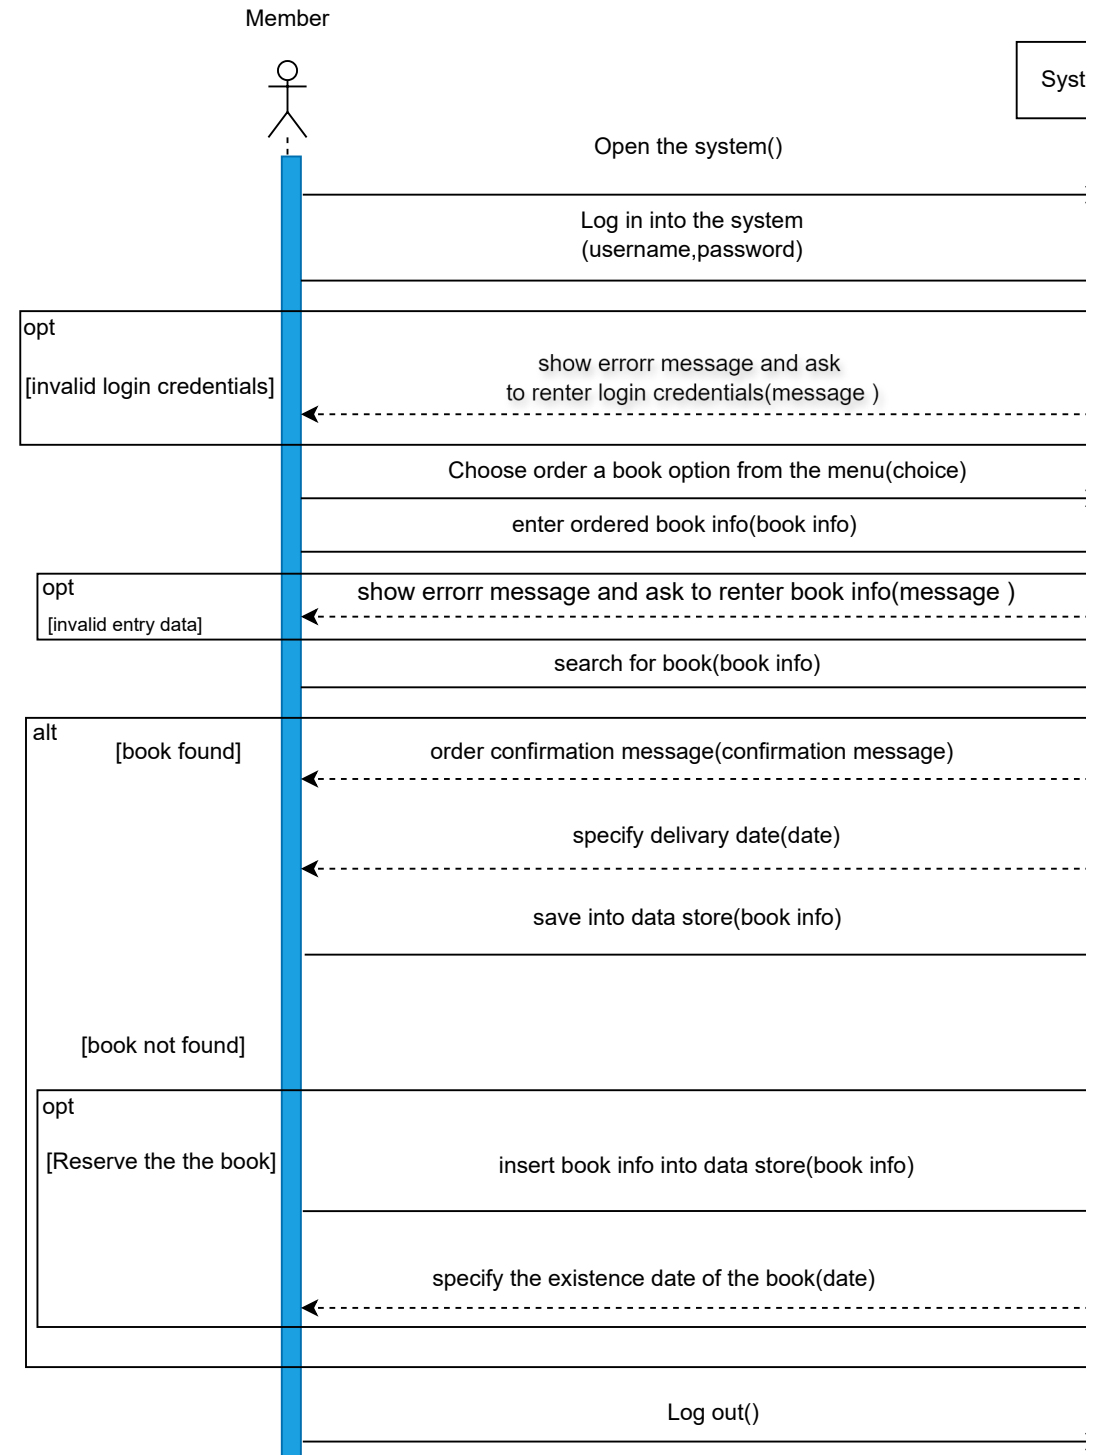 Member
Syst
Open the system()
Log in into the system
(username,password)
opt
[invalid login credentials]
show errorr message and ask
to renter login credentials(message )
Choose order a book option from the menu(choice)
enter ordered book info(book info)
opt
[invalid entry data]
show errorr message and ask to renter book info(message )
search for book(book info)
alt
[book found]
order confirmation message(confirmation message)
specify delivary date(date)
save into data store(book info)
[book not found]
opt
[Reserve the the book]
insert book info into data store(book info)
specify the existence date of the book(date)
Log out()